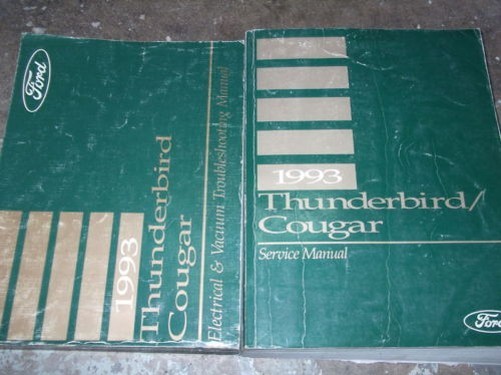 Ford
1993
Thunderbird
Cougar
Electrical & Vacuum Troubleshooting Manual
1993
Thunderbird/
Cougar
Service Manual
Ford